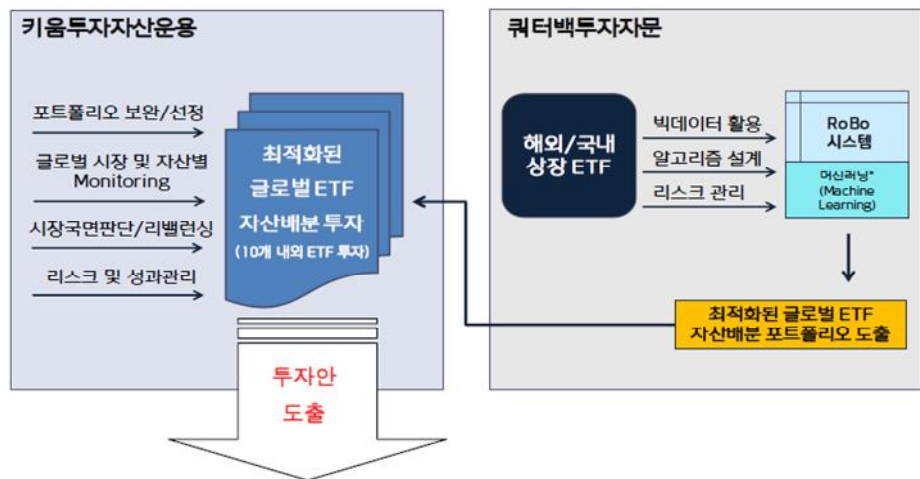 키움투자자산운용
포트폴리오 보완/선정
글로벌 시장 및 자산별
Monitoring
시장국면판단/리밸런싱
리스크 및 성과관리
최적화된
글로벌 ETF
자산배분 투자
(10개 내외 ETF 투자)
투자안
도출
쿼터백투자자문
해외/국내
상장 ETF
빅데이터 활용
알고리즘 설계
리스크 관리
RoBo
시스템
머신러닝*
(Machine
Learning)
최적화된 글로벌 ETF
자산배분 포트폴리오 도출